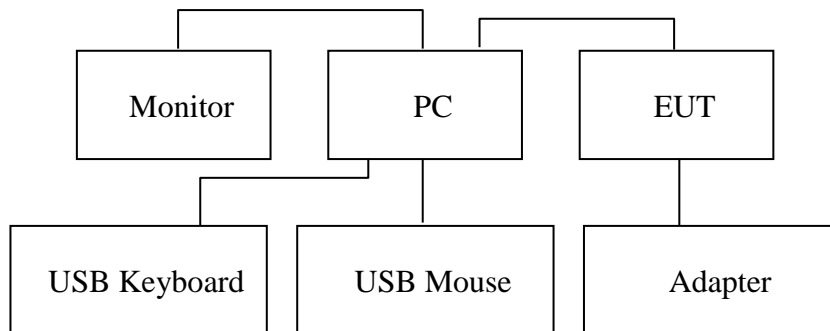 Monitor
PC
EUT
USB Keyboard
USB Mouse
Adapter